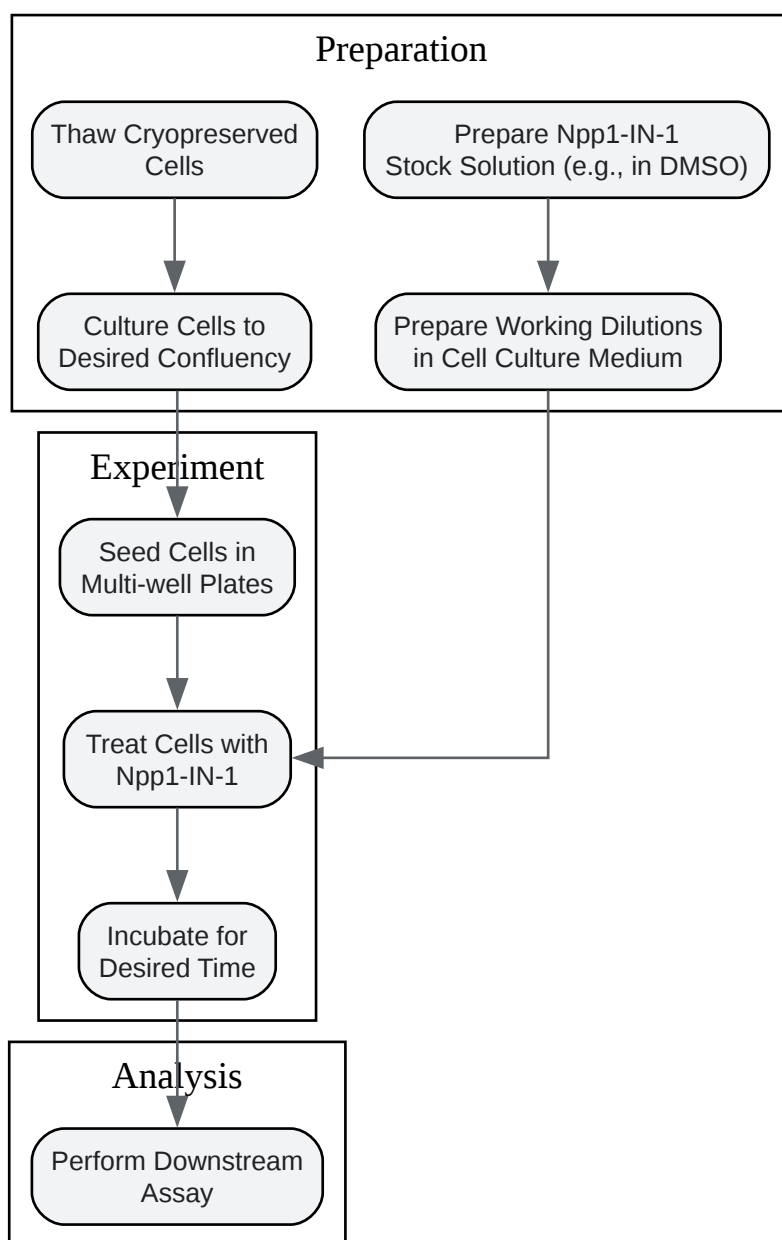 Preparation
Thaw Cryopreserved
Cells
Prepare Npp1-IN-1
Stock Solution (e.g., in DMSO)
Culture Cells to
Desired Confluency
Prepare Working Dilutions
in Cell Culture Medium
Experiment
Seed Cells in
Multi-well Plates
Treat Cells with
Npp1-IN-1
Incubate for
Desired Time
Analysis
Perform Downstream
Assay